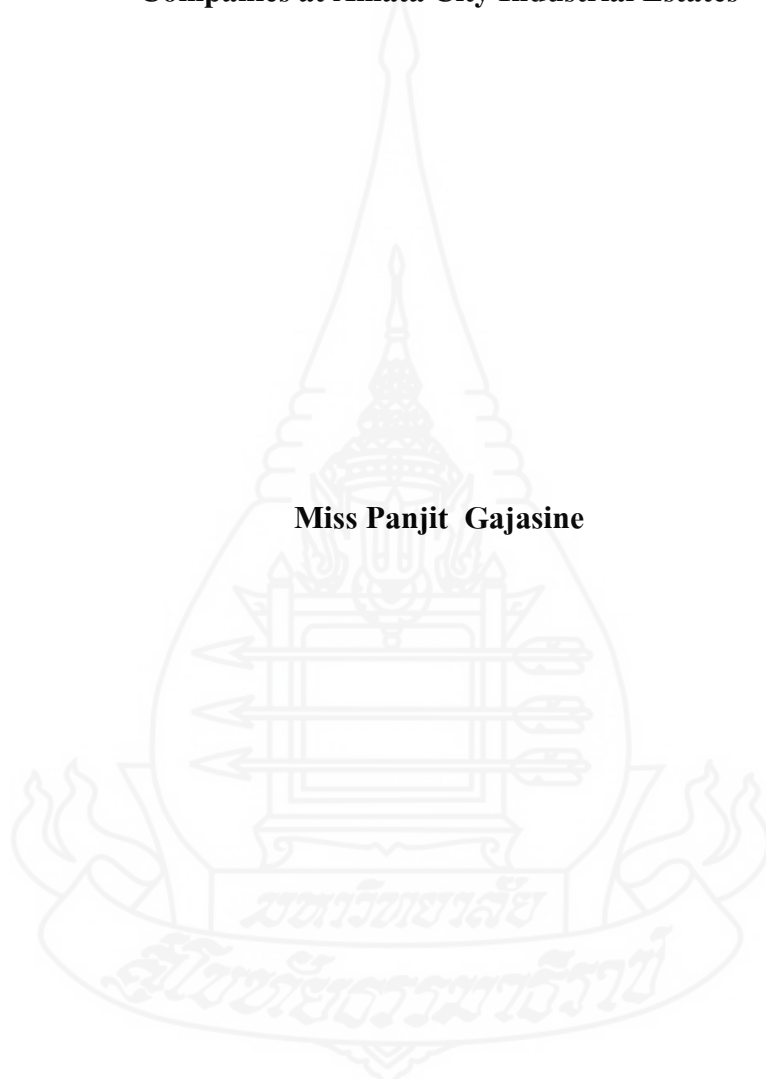 Companies at Amata City Industrial Estates
Miss Panjit Gajasine
มหาวิทยาลัย
สุโขทัยธรรมาธิราช